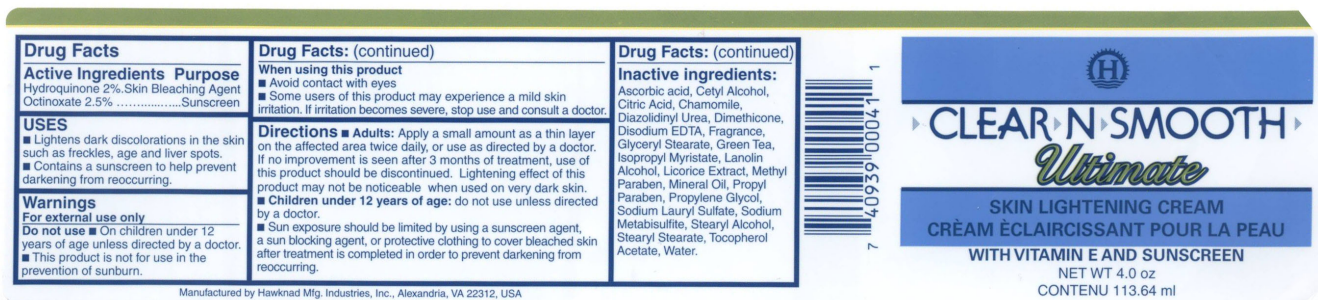 Drug Facts
Active Ingredients Purpose
Hydroquinone 2%.Skin Bleaching Agent
Octinoxate 2.5% ..............Sunscreen
USES
■ Lightens dark discolorations in the skin
such as freckles, age and liver spots.
■ Contains a sunscreen to help prevent
darkening from reoccurring.
Warnings
For external use only
Do not use ■ On children under 12
years of age unless directed by a doctor.
■ This product is not for use in the
prevention of sunburn.
Drug Facts: (continued)
When using this product
■ Avoid contact with eyes
■ Some users of this product may experience a mild skin
irritation. If irritation becomes severe, stop use and consult a doctor.
Directions ■ Adults: Apply a small amount as a thin layer
on the affected area twice daily, or use as directed by a doctor.
If no improvement is seen after 3 months of treatment, use of
this product should be discontinued. Lightening effect of this
product may not be noticeable when used on very dark skin.
■ Children under 12 years of age: do not use unless directed
by a doctor.
■ Sun exposure should be limited by using a sunscreen agent,
a sun blocking agent, or protective clothing to cover bleached skin
after treatment is completed in order to prevent darkening from
reoccurring.
Drug Facts: (continued)
Inactive ingredients:
Ascorbic acid, Cetyl Alcohol,
Citric Acid, Chamomile,
Diazolidinyl Urea, Dimethicone,
Disodium EDTA, Fragrance,
Glyceryl Stearate, Green Tea,
Isopropyl Myristate, Lanolin
Alcohol, Licorice Extract, Methyl
Paraben, Mineral Oil, Propyl
Paraben, Propylene Glycol,
Sodium Lauryl Sulfate, Sodium
Metabisulfite, Stearyl Alcohol,
Stearyl Stearate, Tocopherol
Acetate, Water.
Manufactured by Hawknad Mfg. Industries, Inc., Alexandria, VA 22312, USA
7 40939 00041 1
H
CLEAR N SMOOTH
Ultimate
SKIN LIGHTENING CREAM
CRÈAM ÈCLAIRCISSANT POUR LA PEAU
WITH VITAMIN E AND SUNSCREEN
NET WT 4.0 oz
CONTENU 113.64 ml